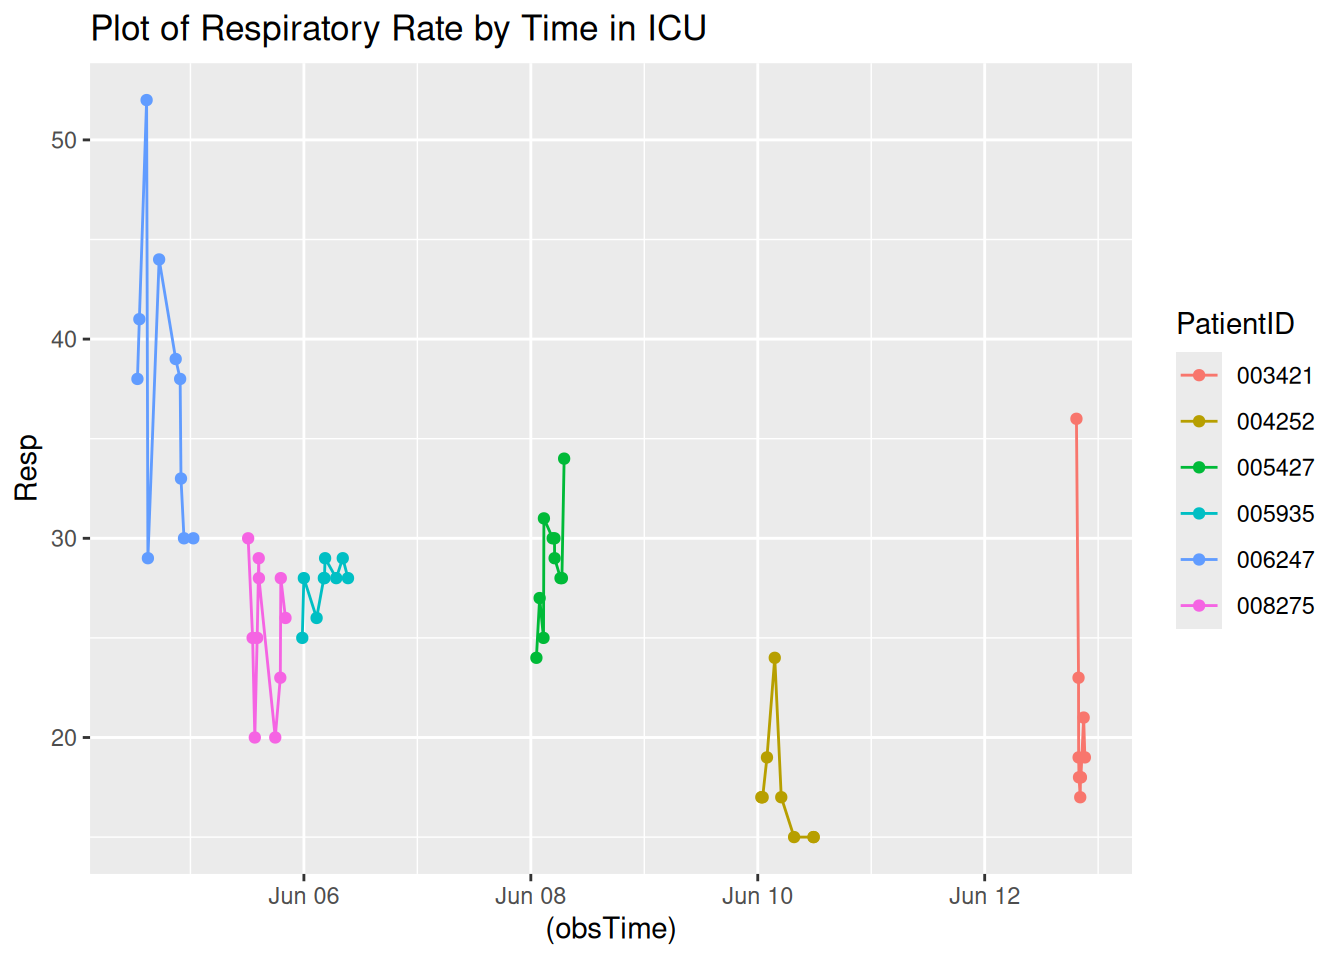 Plot of Respiratory Rate by Time in ICU
50
40
30
20
Resp
Jun 06
Jun 08
Jun 10
Jun 12
(obsTime)
PatientID
003421
004252
005427
005935
006247
008275